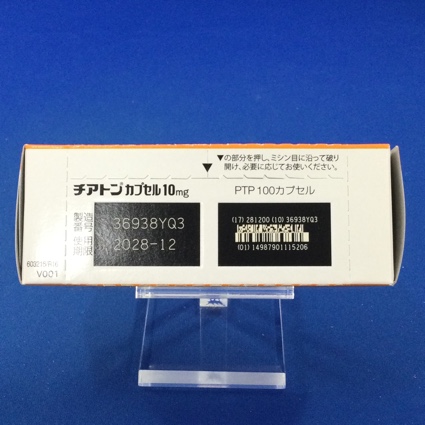 ▼の部分を押し、ミシン目に沿って破り
開け、必要に応じてお使いください。
▼
チアトンカプセル10mg
PTP100カプセル
製造番号 36938YQ3
使用期限 2028-12
(17) 281200 (10) 36938YQ3
(01) 14987901115206
V001